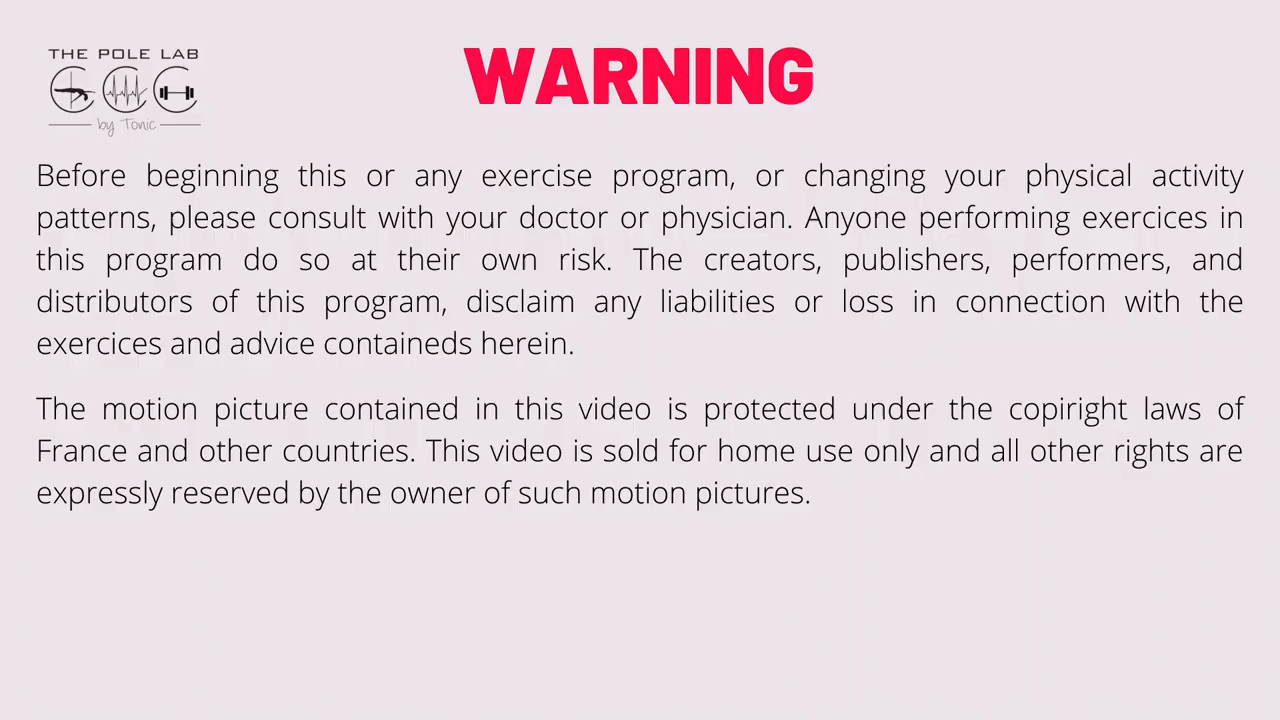 THE POLE LAB
by Tonic
WARNING
Before beginning this or any exercise program, or changing your physical activity
patterns, please consult with your doctor or physician. Anyone performing exercices in
this program do so at their own risk. The creators, publishers, performers, and
distributors of this program, disclaim any liabilities or loss in connection with the
exercices and advice containeds herein.
The motion picture contained in this video is protected under the copiright laws of
France and other countries. This video is sold for home use only and all other rights are
expressly reserved by the owner of such motion pictures.